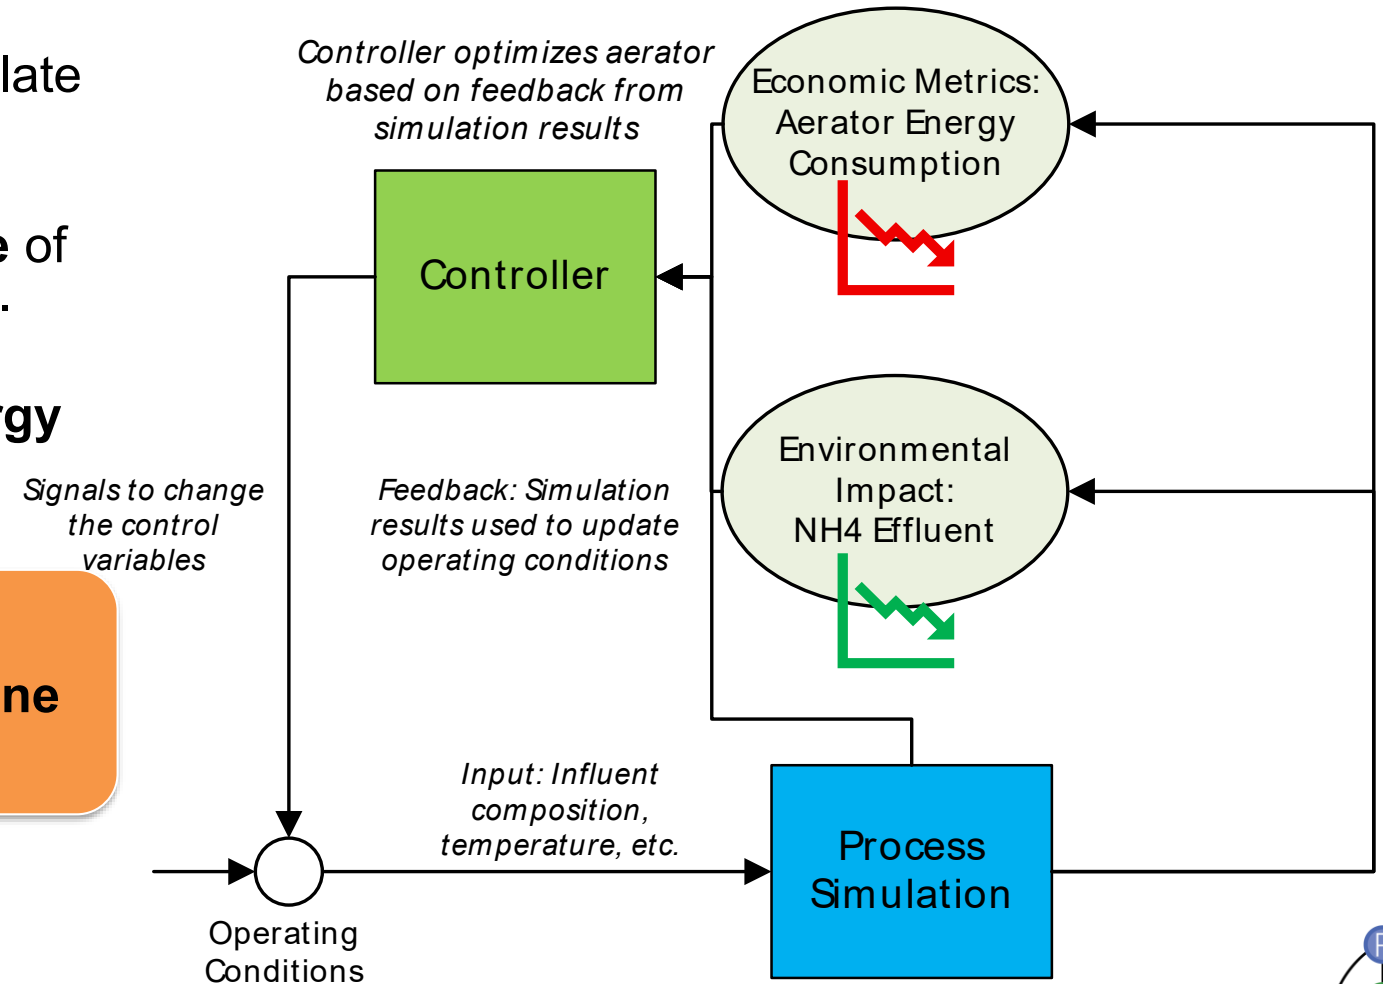 late
e of
.
rgy
ne
Controller optimizes aerator
based on feedback from
simulation results
Economic Metrics:
Aerator Energy
Consumption
Controller
Signals to change
the control
variables
Feedback: Simulation
results used to update
operating conditions
Environmental
Impact:
NH4 Effluent
Input: Influent
composition,
temperature, etc.
Process
Simulation
Operating
Conditions